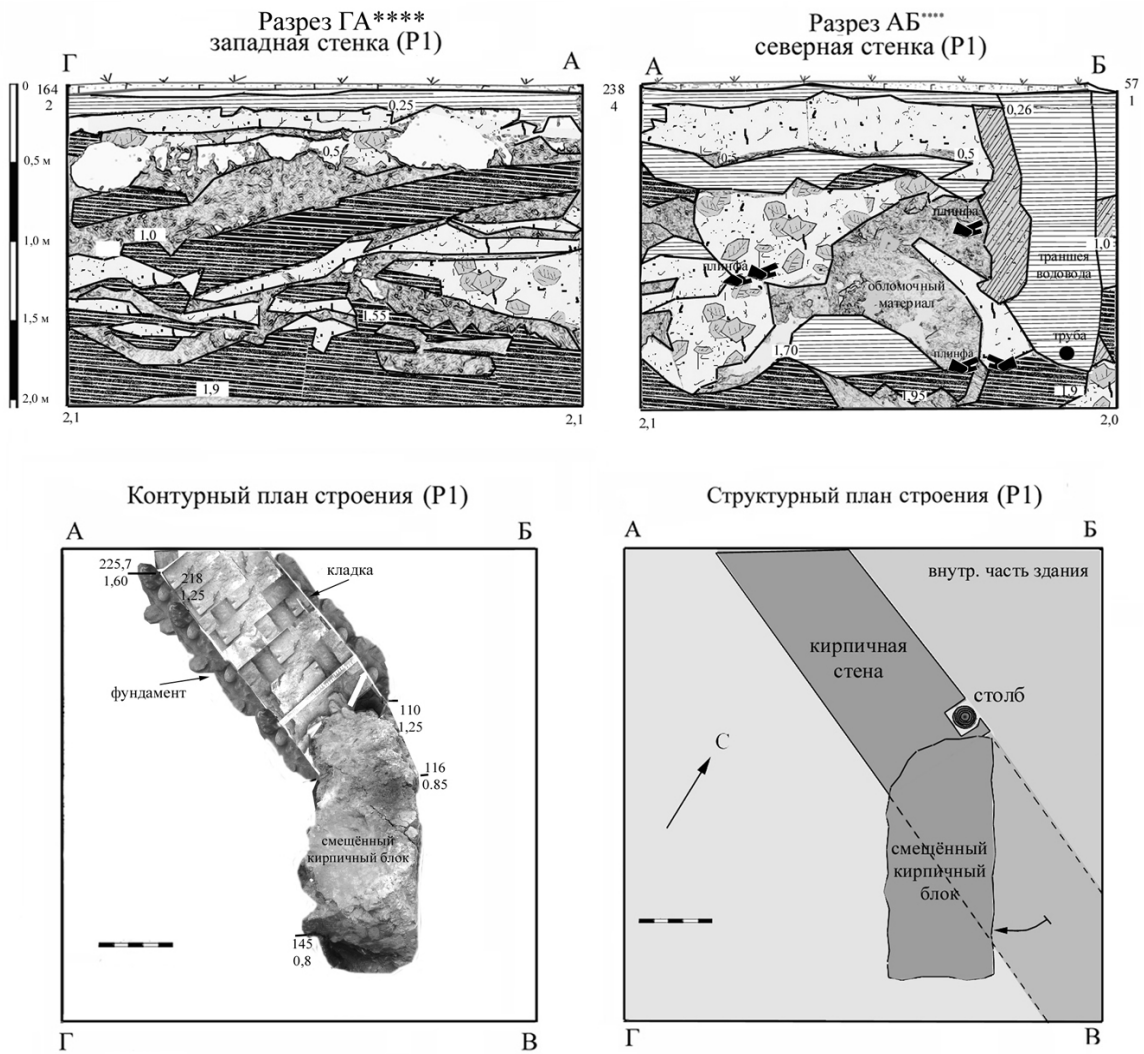 Разрез ГА****
западная стенка (Р1)
Г
А
0
164
2
0,5 м
1,0 м
1,5 м
2,0 м
0,25
0,5
1,0
1,55
1,9
2,1
2,1
Разрез АБ****
северная стенка (Р1)
А
Б
238
4
57
1
0,26
0,5
0,5
плинфа
1,0
траншея
водовода
плинфа
обломочный
материал
труба
1,70
плинфа
1,9
1,95
2,1
2,0
Контурный план строения (Р1)
А
Б
225,7
1,60
218
1,25
кладка
фундамент
110
1,25
116
0.85
смещённый
кирпичный блок
145
0,8
Г
В
Структурный план строения (Р1)
А
Б
внутр. часть здания
кирпичная
стена
столб
С
смещённый
кирпичный
блок
Г
В